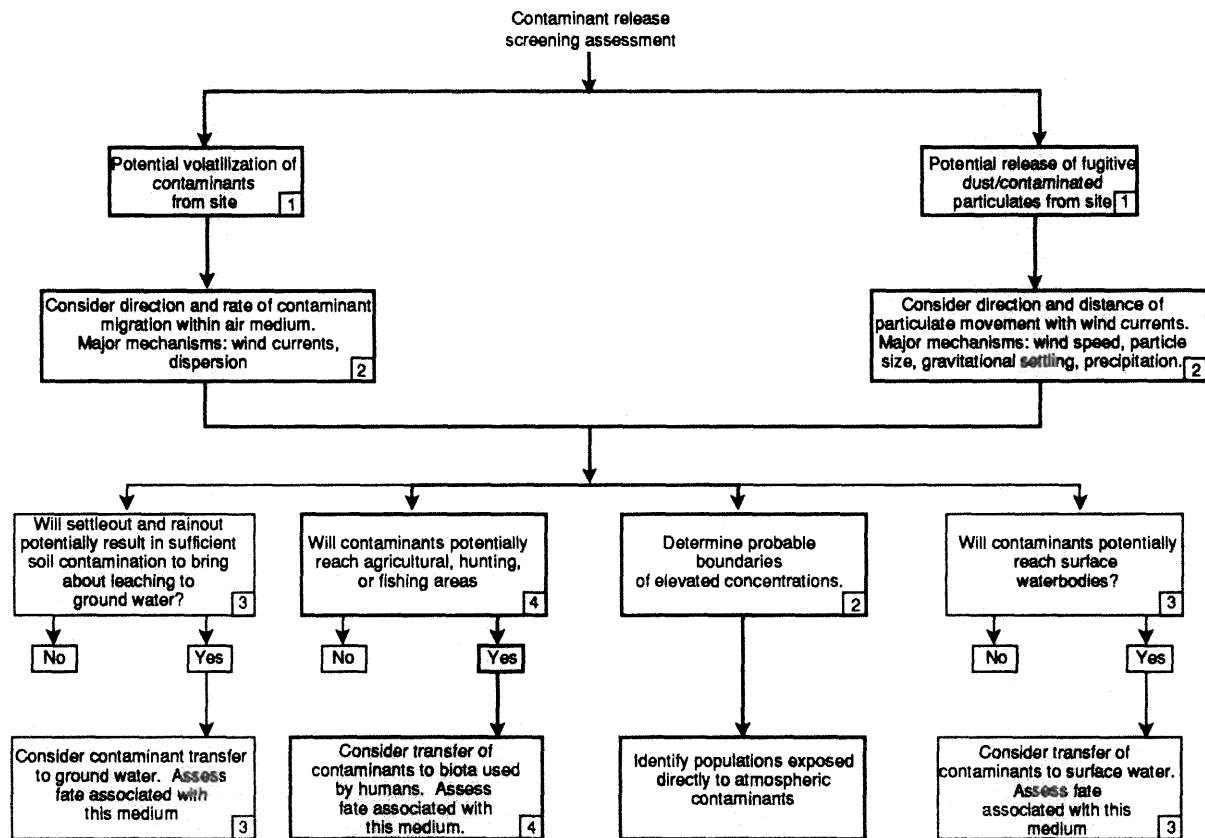 Contaminant release
screening assessment
Potential volatilization of
contaminants
from site
1
Potential release of fugitive
dust/contaminated
particulates from site
1
Consider direction and rate of contaminant
migration within air medium.
Major mechanisms: wind currents,
dispersion
2
Consider direction and distance of
particulate movement with wind currents.
Major mechanisms: wind speed, particle
size, gravitational settling, precipitation.
2
Will settleout and rainout
potentially result in sufficient
soil contamination to bring
about leaching to
ground water?
3
Will contaminants potentially
reach agricultural, hunting,
or fishing areas
4
Determine probable
boundaries
of elevated concentrations.
2
Will contaminants potentially
reach surface
waterbodies?
3
No
Yes
No
Yes
No
Yes
Consider contaminant transfer
to ground water. Assess
fate associated with
this medium
3
Consider transfer of
contaminants to biota used
by humans. Assess
fate associated with
this medium.
4
Identify populations exposed
directly to atmospheric
contaminants
Consider transfer of
contaminants to surface water.
Assess fate
associated with this
medium
3